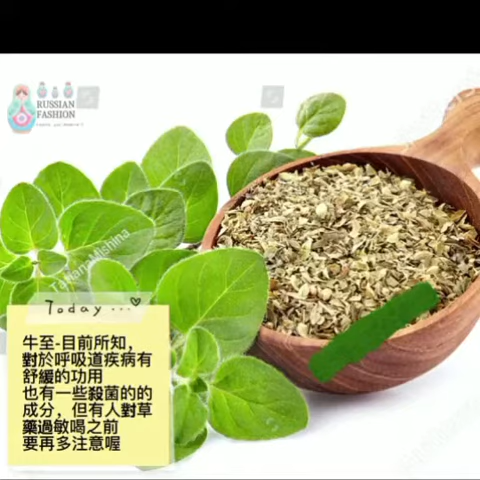 RUSSIAN
FASHION
Tatiana Mishina
Today ...
牛至-目前所知，
對於呼吸道疾病有
舒緩的功用
也有一些殺菌的的
成分，但有人對草
藥過敏喝之前
要再多注意喔